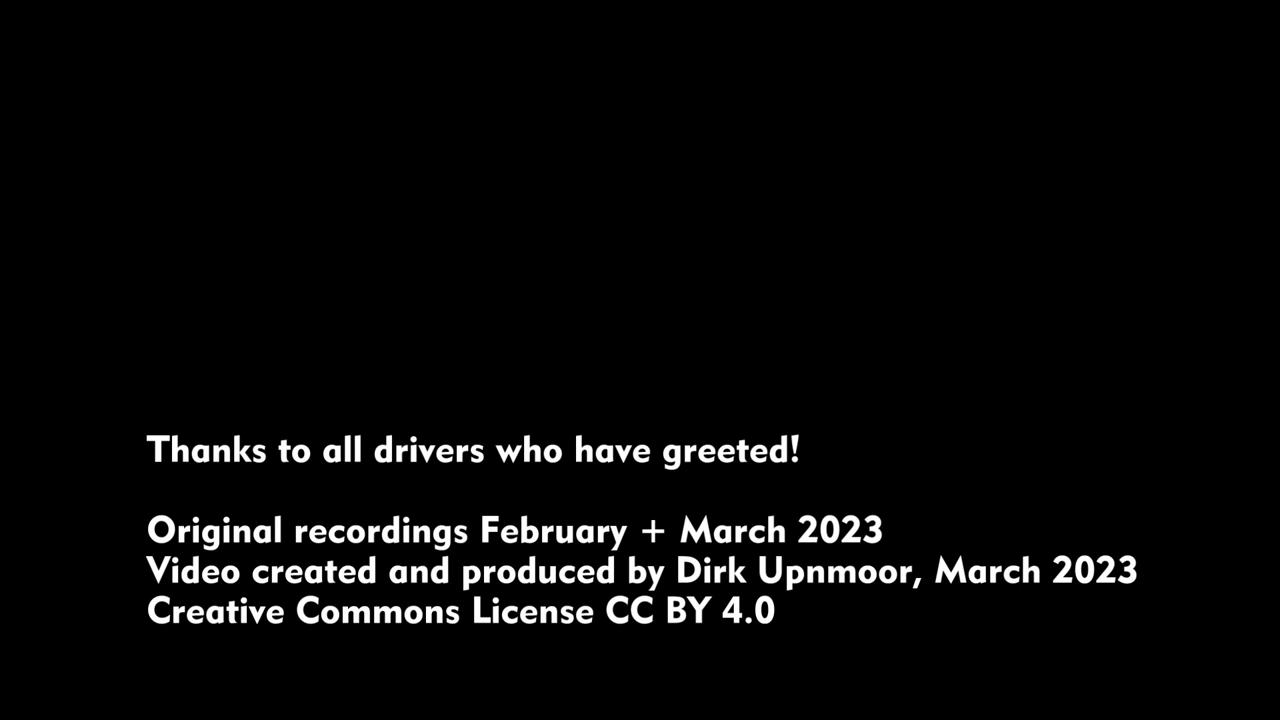 Thanks to all drivers who have greeted!
Original recordings February + March 2023
Video created and produced by Dirk Upnmoor, March 2023
Creative Commons License CC BY 4.0